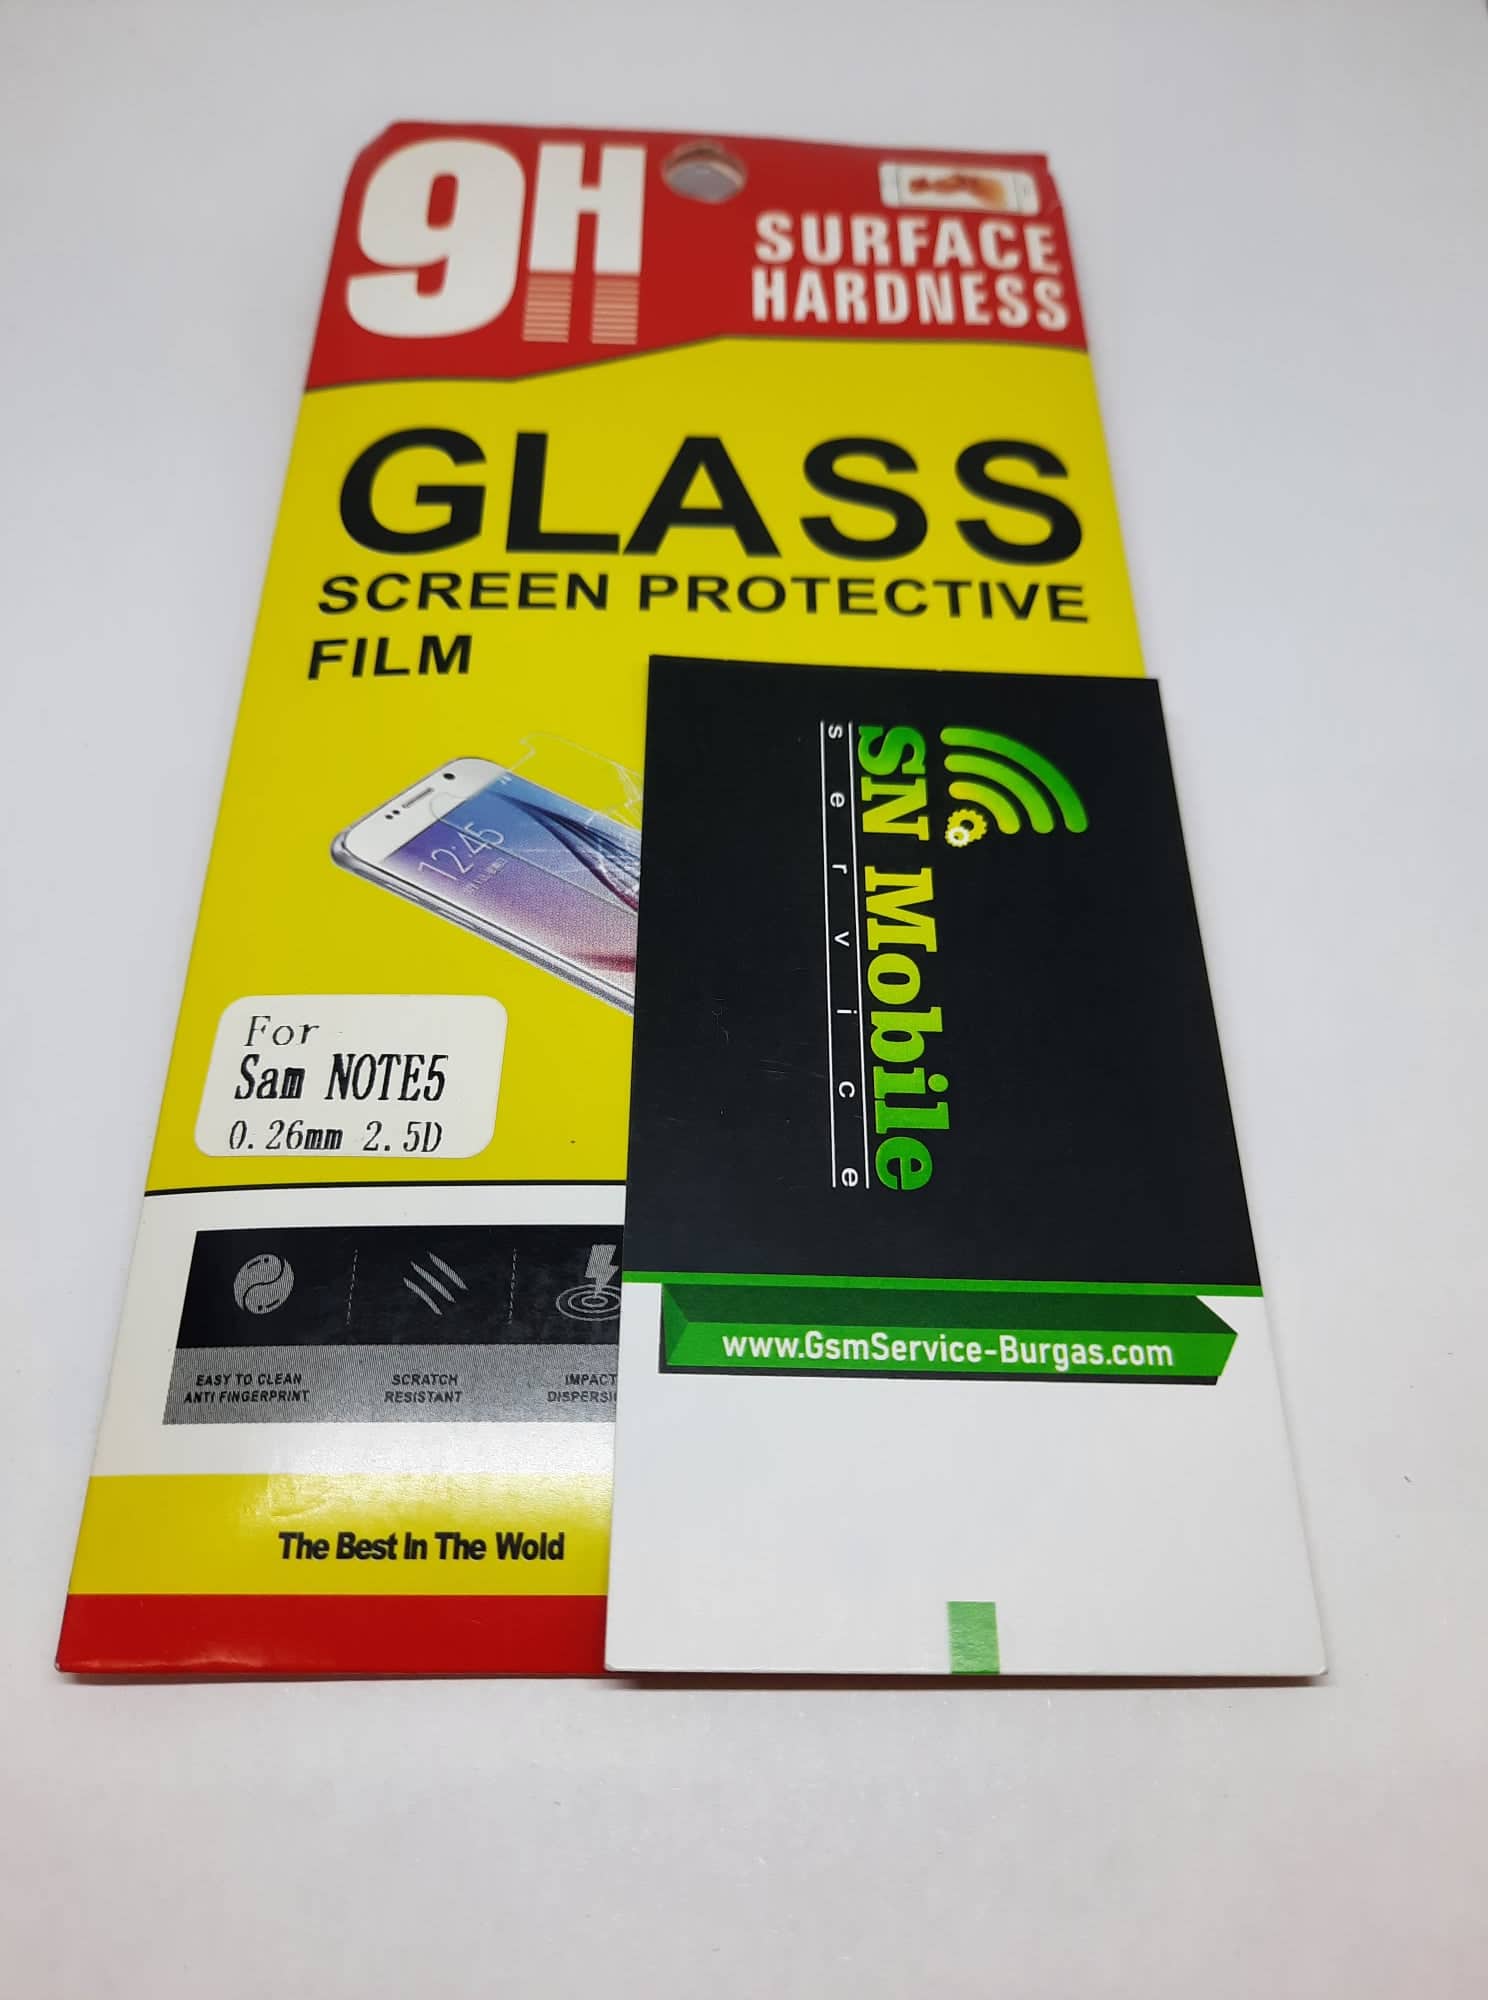 9H
SURFACE
HARDNESS
GLASS
SCREEN PROTECTIVE
FILM
12:45
For
Sam NOTE5
0.26mm 2.5D
EASY TO CLEAN
ANTI FINGERPRINT
SCRATCH
RESISTANT
IMPACT
DISPERSI
The Best In The Wold
SN Mobile
service
www.GsmService-Burgas.com